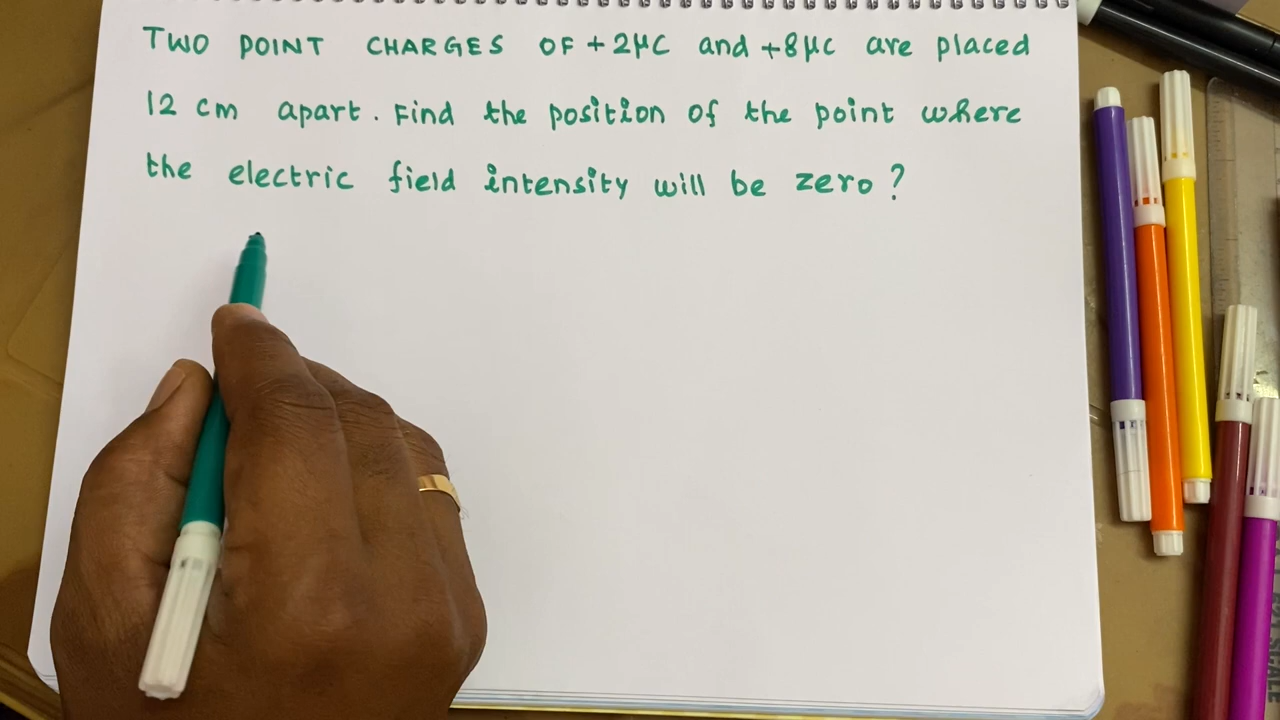 TWO POINT CHARGES OF +2μC and +8μc are placed
12 cm apart. Find the position of the point where
the electric field intensity will be zero?